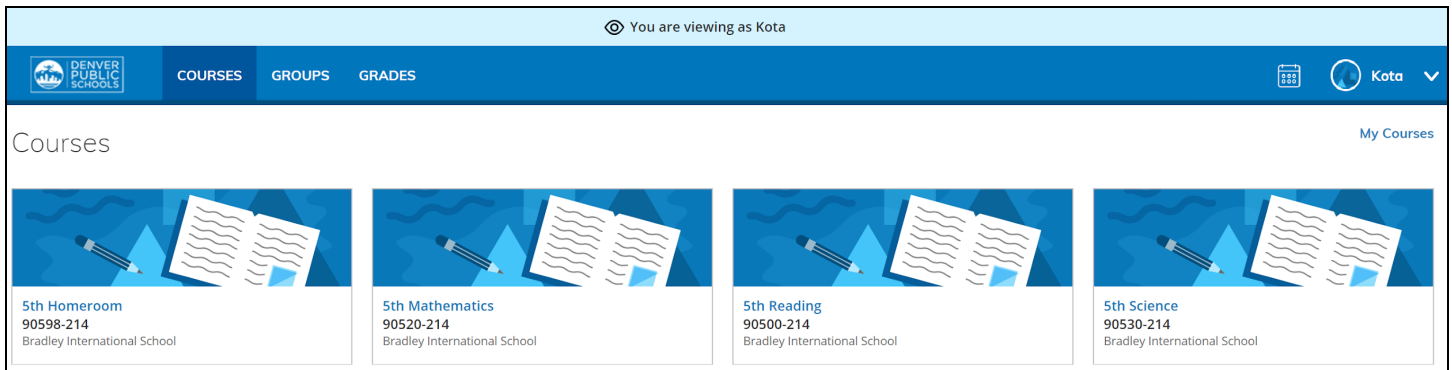 You are viewing as Kota
DENVER
PUBLIC
SCHOOLS
COURSES GROUPS GRADES
Kota
Courses
My Courses
5th Homeroom
90598-214
Bradley International School
5th Mathematics
90520-214
Bradley International School
5th Reading
90500-214
Bradley International School
5th Science
90530-214
Bradley International School